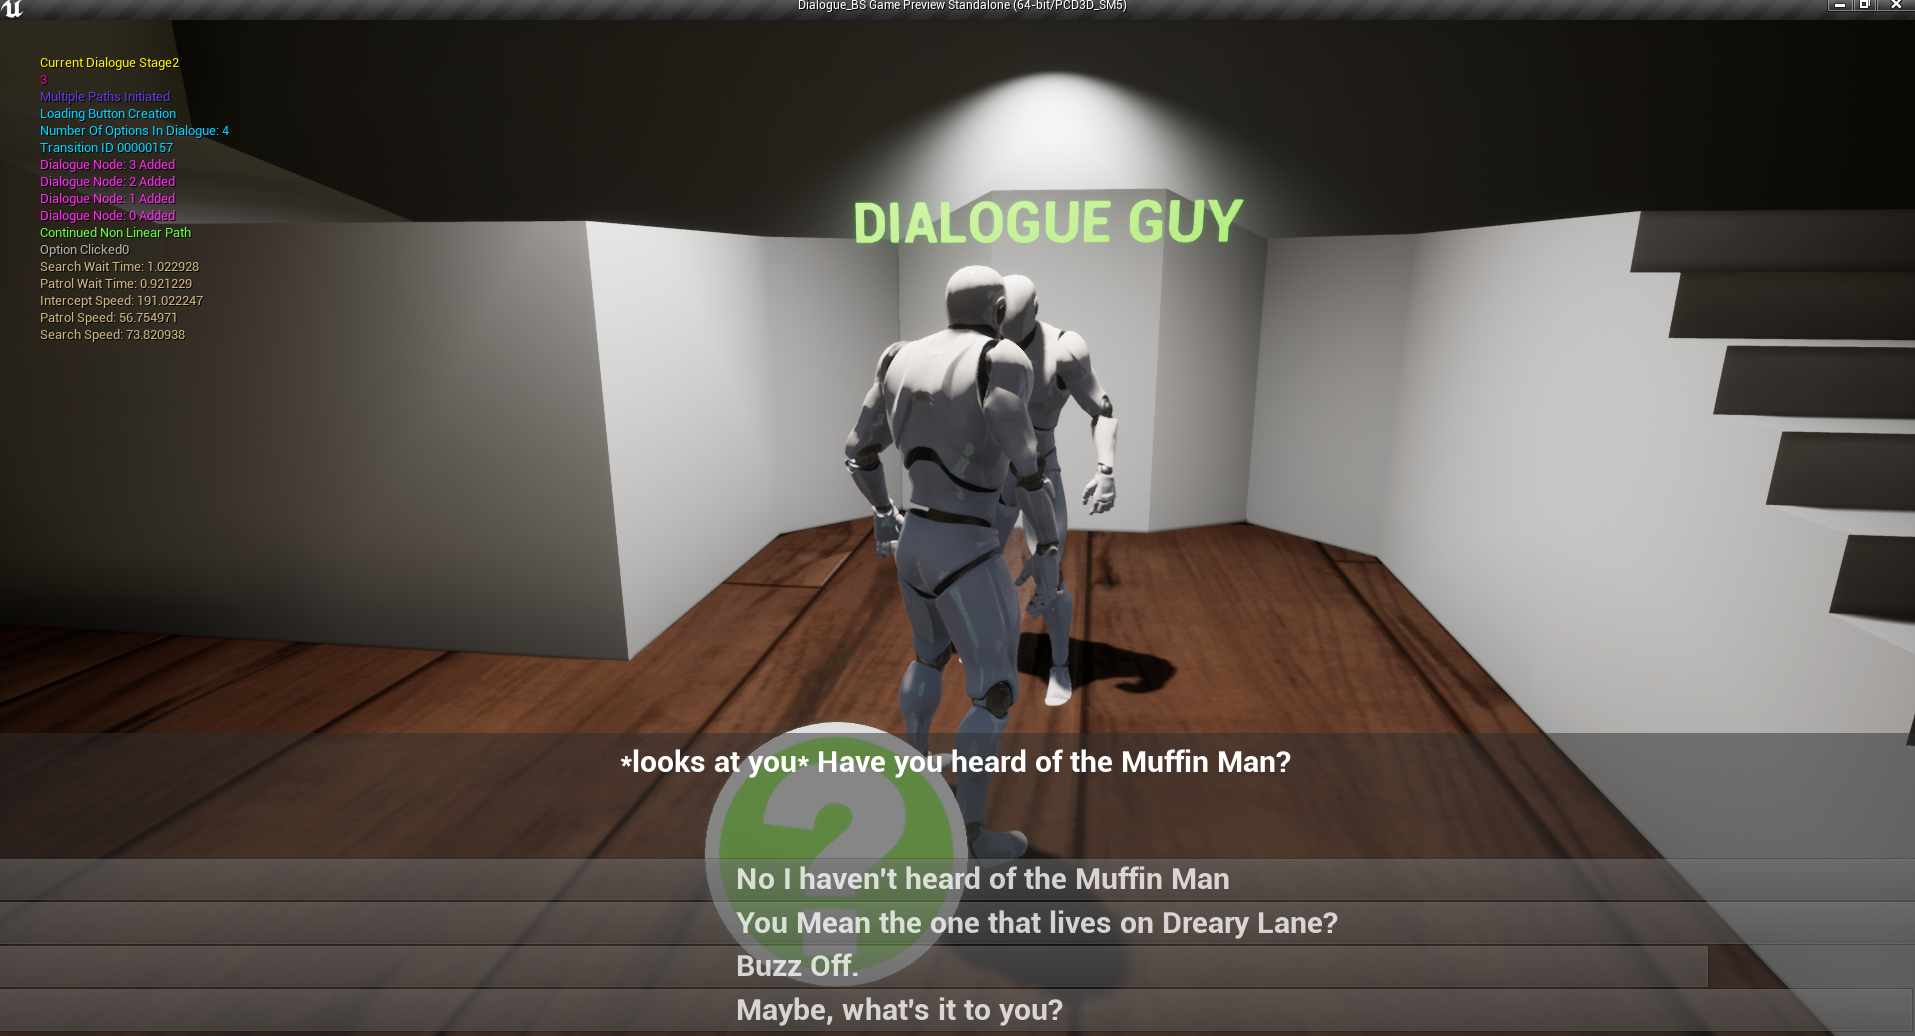 Dialogue_BS Game Preview Standalone (64-bit/PCD3D_SM5)
Current Dialogue Stage2
3
Multiple Paths Initiated
Loading Button Creation
Number Of Options In Dialogue: 4
Transition ID 00000157
Dialogue Node: 3 Added
Dialogue Node: 2 Added
Dialogue Node: 1 Added
Dialogue Node: 0 Added
Continued Non Linear Path
Option Clicked0
Search Wait Time: 1.022928
Patrol Wait Time: 0.921229
Intercept Speed: 191.022247
Patrol Speed: 56.754971
Search Speed: 73.820938
DIALOGUE GUY
*looks at you* Have you heard of the Muffin Man?
?
No I haven't heard of the Muffin Man
You Mean the one that lives on Dreary Lane?
Buzz Off.
Maybe, what's it to you?